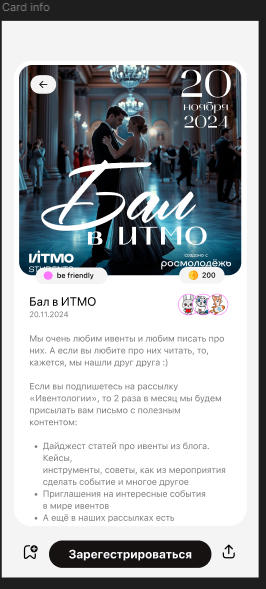 Card info
20
ноября
2024
Бал
в ИТМО
ИТМО
STUDENTS
создано с
росмолодёжь
be friendly
200
Бал в ИТМО
20.11.2024
Мы очень любим ивенты и любим писать про
них. А если вы любите про них читать, то,
кажется, мы нашли друг друга :)
Если вы подпишетесь на рассылку
«Ивентологии», то 2 раза в месяц мы будем
присылать вам письмо с полезным
контентом:
• Дайджест статей про ивенты из блога.
Кейсы,
инструменты, советы, как из мероприятия
сделать событие и многое другое
• Приглашения на интересные события
в мире ивентов
• А ещё в наших рассылках есть
Зарегестрироваться